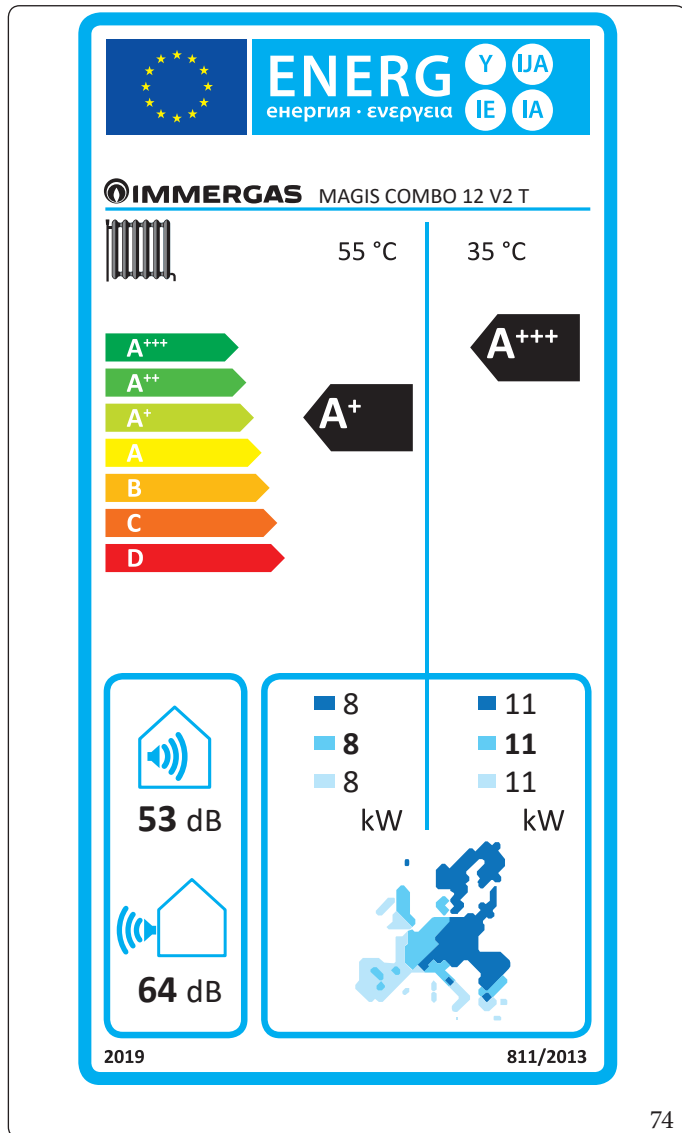 ENERG Y IJA
енергия · ενεργεια IE IA
IMMERGAS MAGIS COMBO 12 V2 T
55 °C 35 °C
A+++
A+++
A++
A+
A+
A
B
C
D
8 11
8 11
8 11
kW kW
53 dB
64 dB
2019 811/2013
74